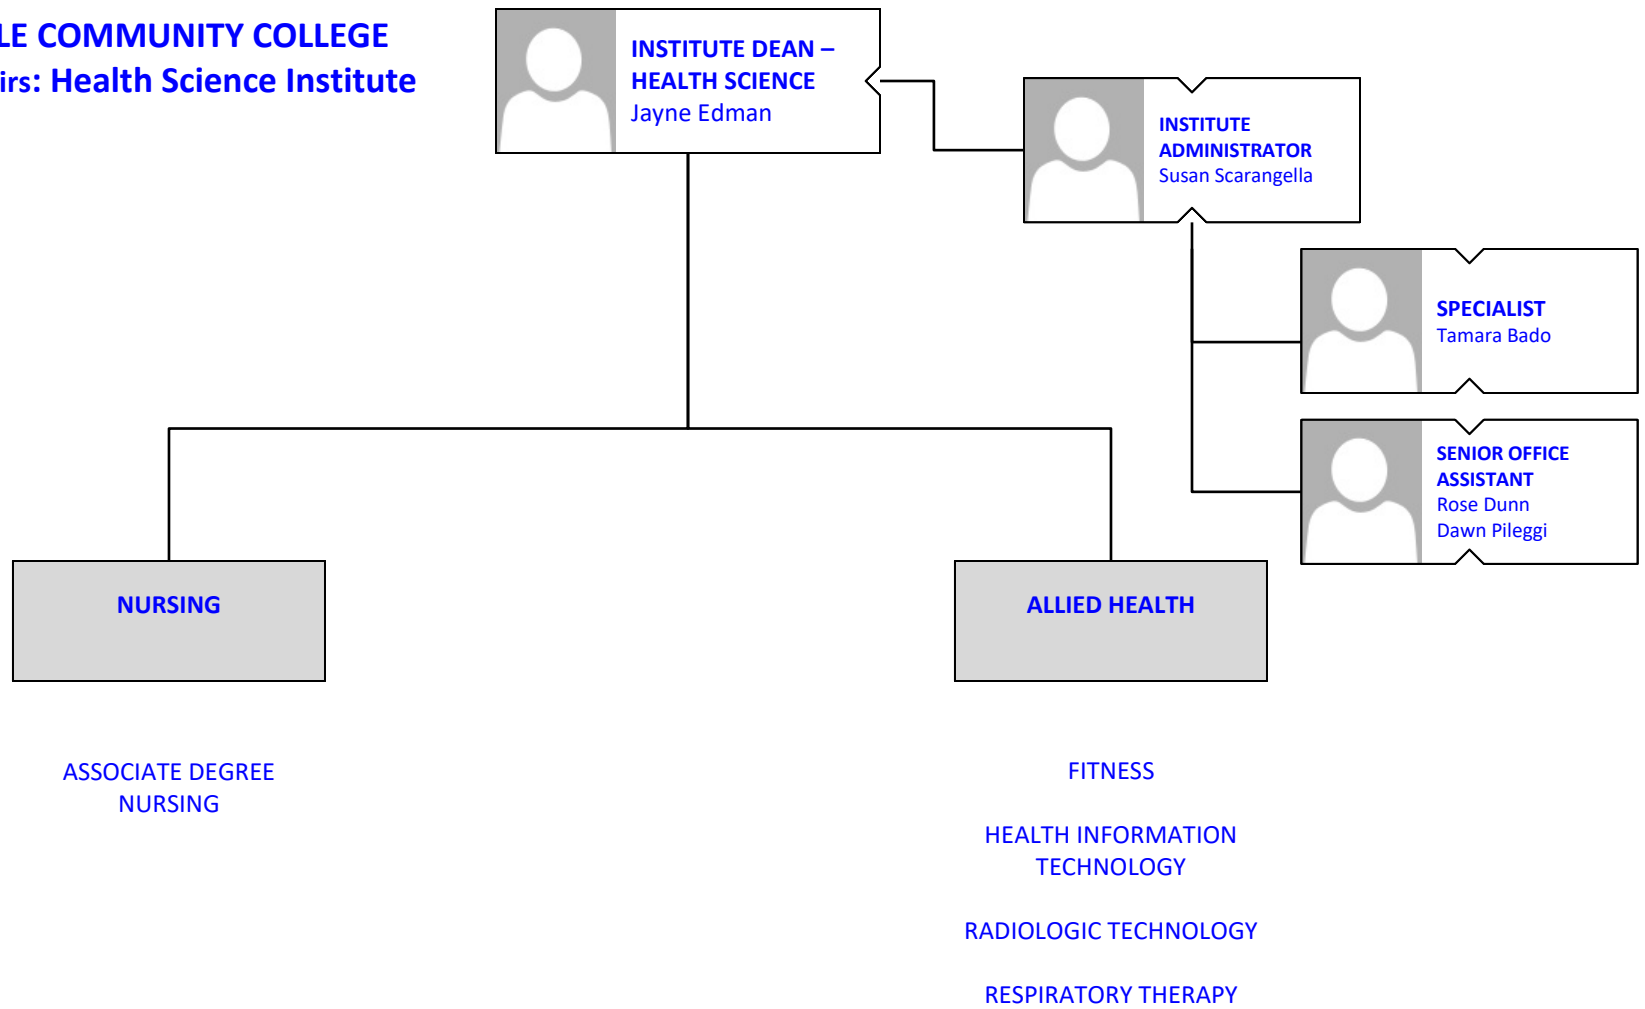 COMMUNITY COLLEGE
: Health Science Institute
INSTITUTE DEAN –
HEALTH SCIENCE
Jayne Edman
INSTITUTE
ADMINISTRATOR
Susan Scarangella
SPECIALIST
Tamara Bado
SENIOR OFFICE
ASSISTANT
Rose Dunn
Dawn Pileggi
NURSING
ALLIED HEALTH
ASSOCIATE DEGREE
NURSING
FITNESS
HEALTH INFORMATION
TECHNOLOGY
RADIOLOGIC TECHNOLOGY
RESPIRATORY THERAPY